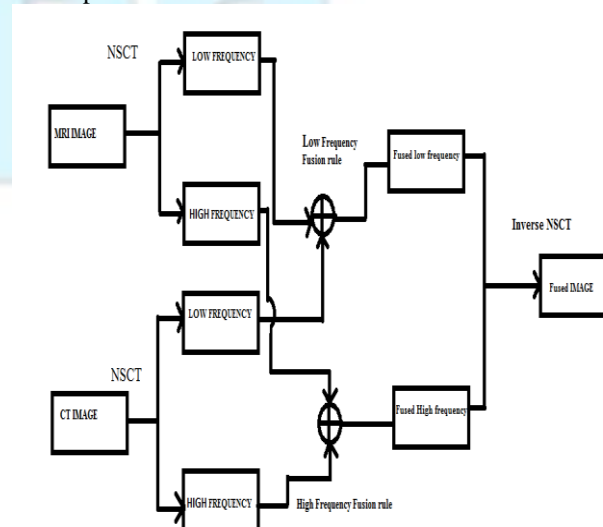 NSCT
LOW FREQUENCY
MRI IMAGE
Low Frequency
Fusion rule
Fused low frequency
HIGH FREQUENCY
Inverse NSCT
Fused IMAGE
LOW FREQUENCY
NSCT
CT IMAGE
Fused High frequency
HIGH FREQUENCY
High Frequency Fusion rule